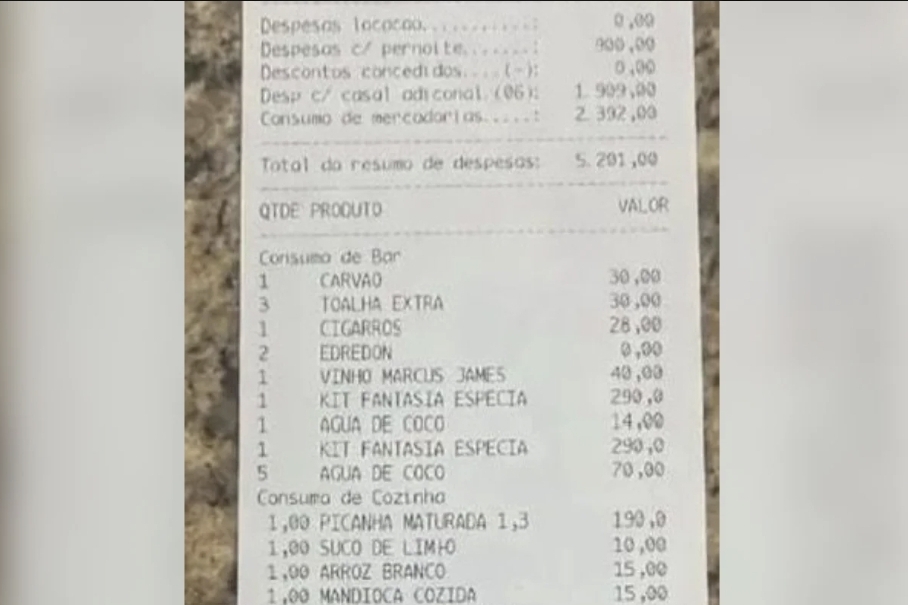 Despesas locacao...........: 0,00
Despesas c/ pernoite.......: 900,00
Descontos concedidos....(-): 0,00
Desp c/ casal adiconal.(06): 1.909,00
Consumo de mercadorias.....: 2.392,00
Total do resumo de despesas: 5.201,00
QTDE PRODUTO VALOR
Consumo de Bar
1 CARVAO 30,00
3 TOALHA EXTRA 30,00
1 CIGARROS 28,00
2 EDREDON 0,00
1 VINHO MARCUS JAMES 40,00
1 KIT FANTASIA ESPECIA 290,0
1 AGUA DE COCO 14,00
1 KIT FANTASIA ESPECIA 290,0
5 AGUA DE COCO 70,00
Consumo de Cozinha
1,00 PICANHA MATURADA 1,3 190,0
1,00 SUCO DE LIMHO 10,00
1,00 ARROZ BRANCO 15,00
1,00 MANDIOCA COZIDA 15,00